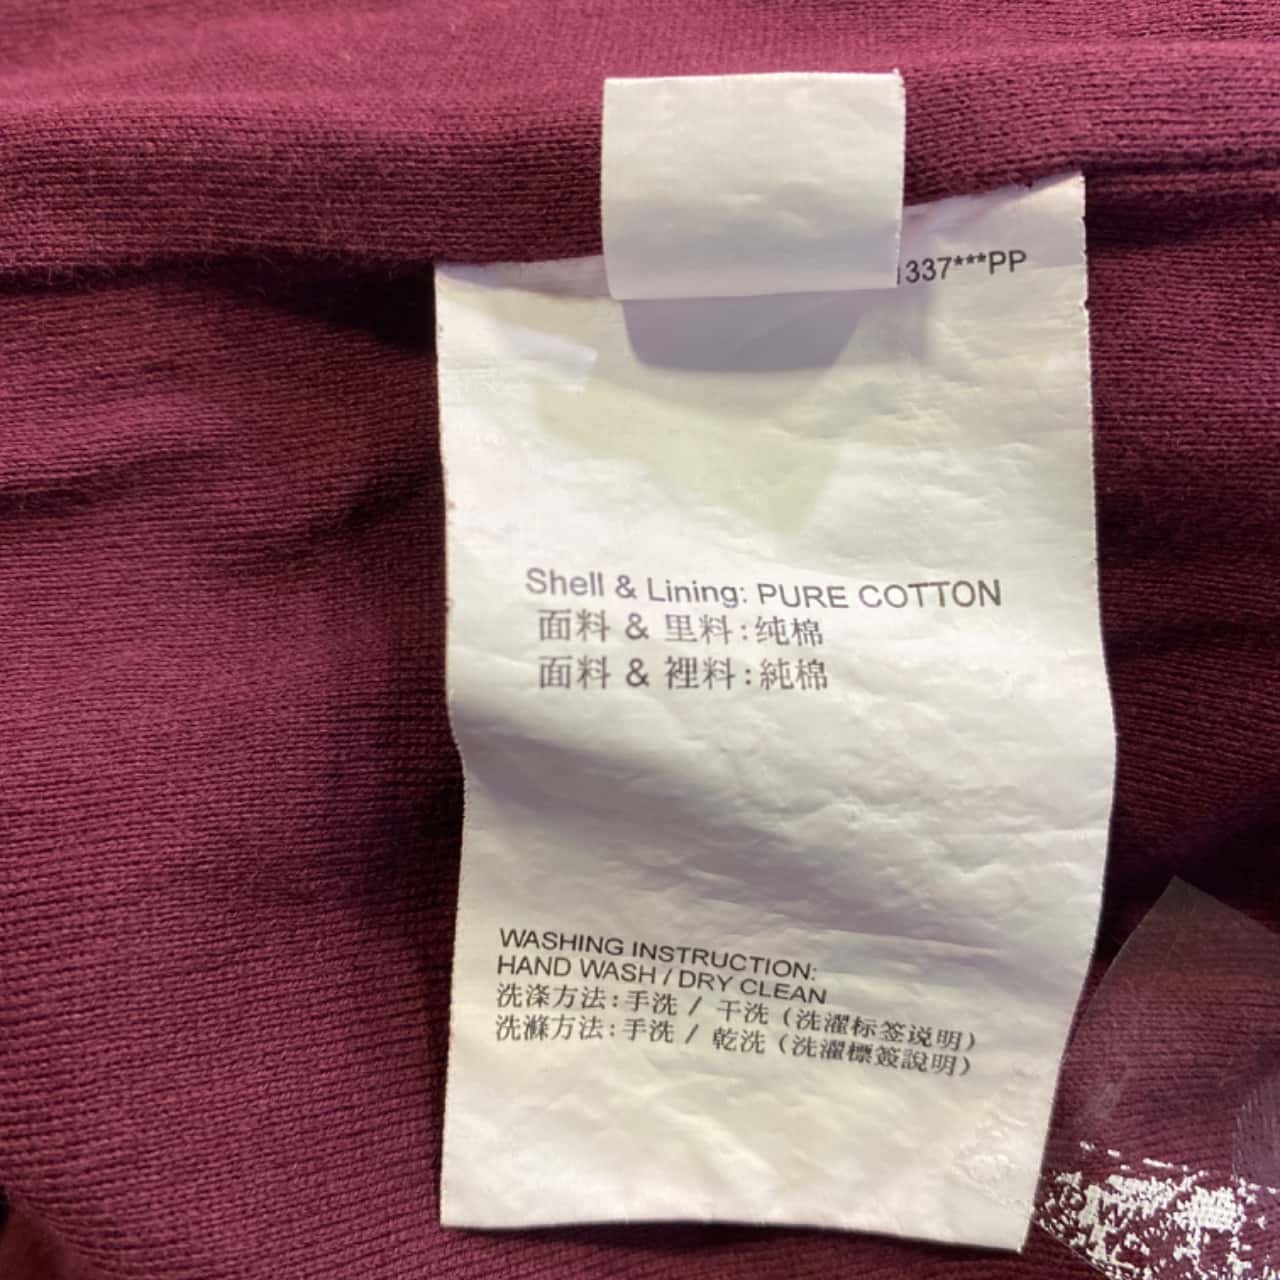 1337***PP
Shell & Lining: PURE COTTON
面料 & 里料:纯棉
面料 & 裡料:純棉
WASHING INSTRUCTION:
HAND WASH / DRY CLEAN
洗涤方法:手洗 / 干洗 (洗濯标签说明)
洗滌方法:手洗 / 乾洗 (洗濯標簽說明)